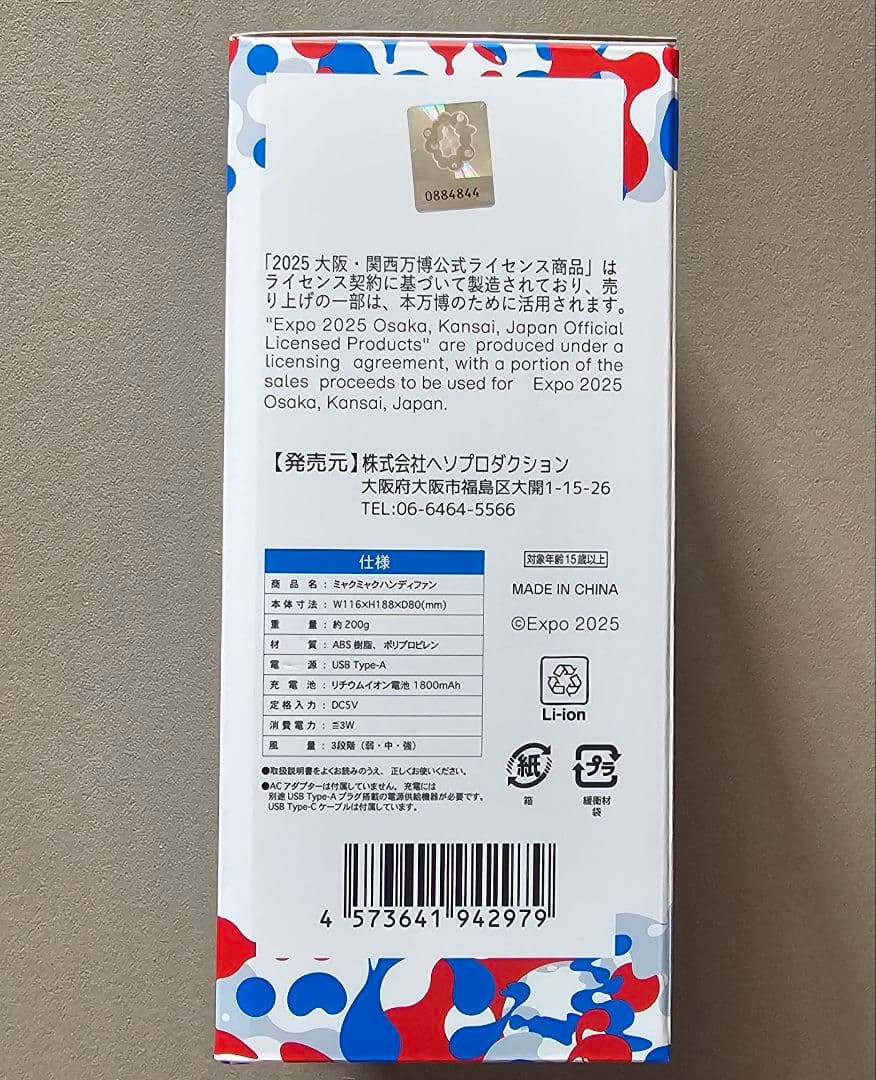 0884844
「2025 大阪・関西万博公式ライセンス商品」は
ライセンス契約に基づいて製造されており、売
り上げの一部は、本万博のために活用されます。
"Expo 2025 Osaka, Kansai, Japan Official
Licensed Products" are produced under a
licensing agreement, with a portion of the
sales proceeds to be used for Expo 2025
Osaka, Kansai, Japan.
【発売元】株式会社ヘソプロダクション
大阪府大阪市福島区大開1-15-26
TEL:06-6464-5566
仕様
商品名：ミャクミャクハンディファン
本体寸法：W116×H188×D80(mm)
重量：約200g
材質：ABS樹脂、ポリプロピレン
電源：USB Type-A
充電池：リチウムイオン電池 1800mAh
定格入力：DC5V
消費電力：≦3W
風量：3段階（弱・中・強）
●取扱説明書をよくお読みのうえ、正しくお使いください。
●ACアダプターは付属していません。充電には
別途USB Type-Aプラグ搭載の電源供給機器が必要です。
USB Type-Cケーブルは付属しています。
対象年齢15歳以上
MADE IN CHINA
©Expo 2025
Li-ion
紙
箱
プラ
緩衝材
袋
4 573641 942979